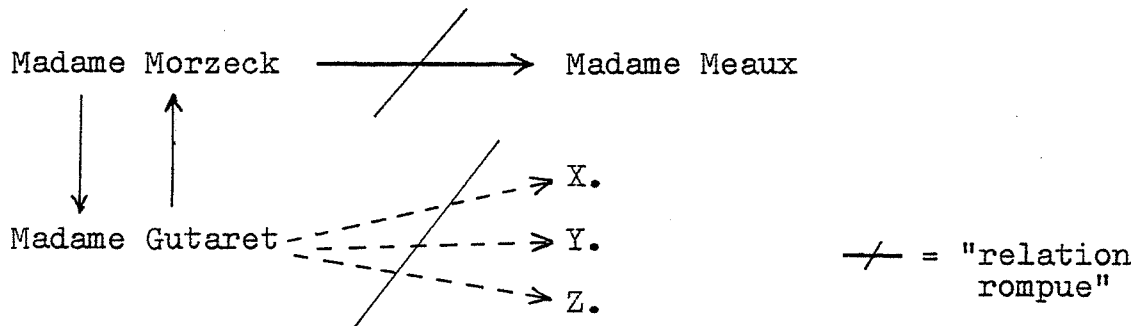 Madame Morzeck Madame Meaux
X.
Madame Gutaret Y.
Z.
= "relation
rompue"